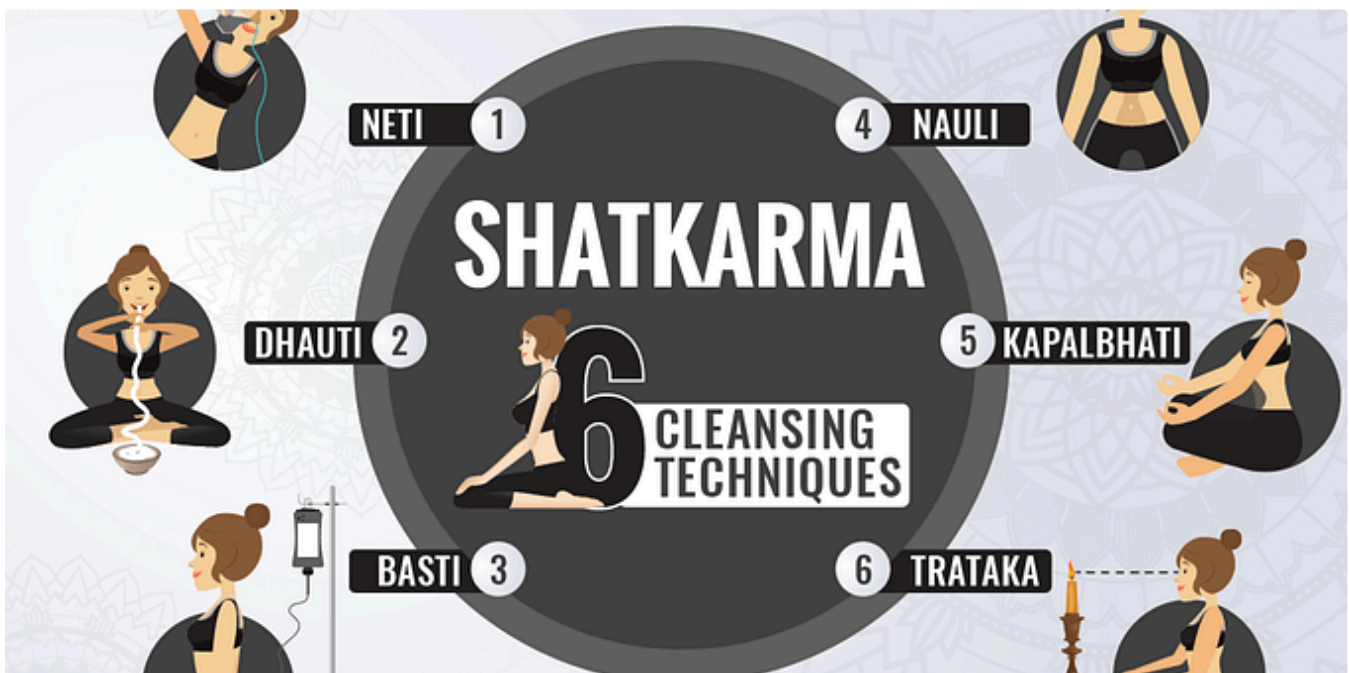 NETI 1
DHAUTI 2
BASTI 3
SHATKARMA
6 CLEANSING
TECHNIQUES
4 NAULI
5 KAPALBHATI
6 TRATAKA